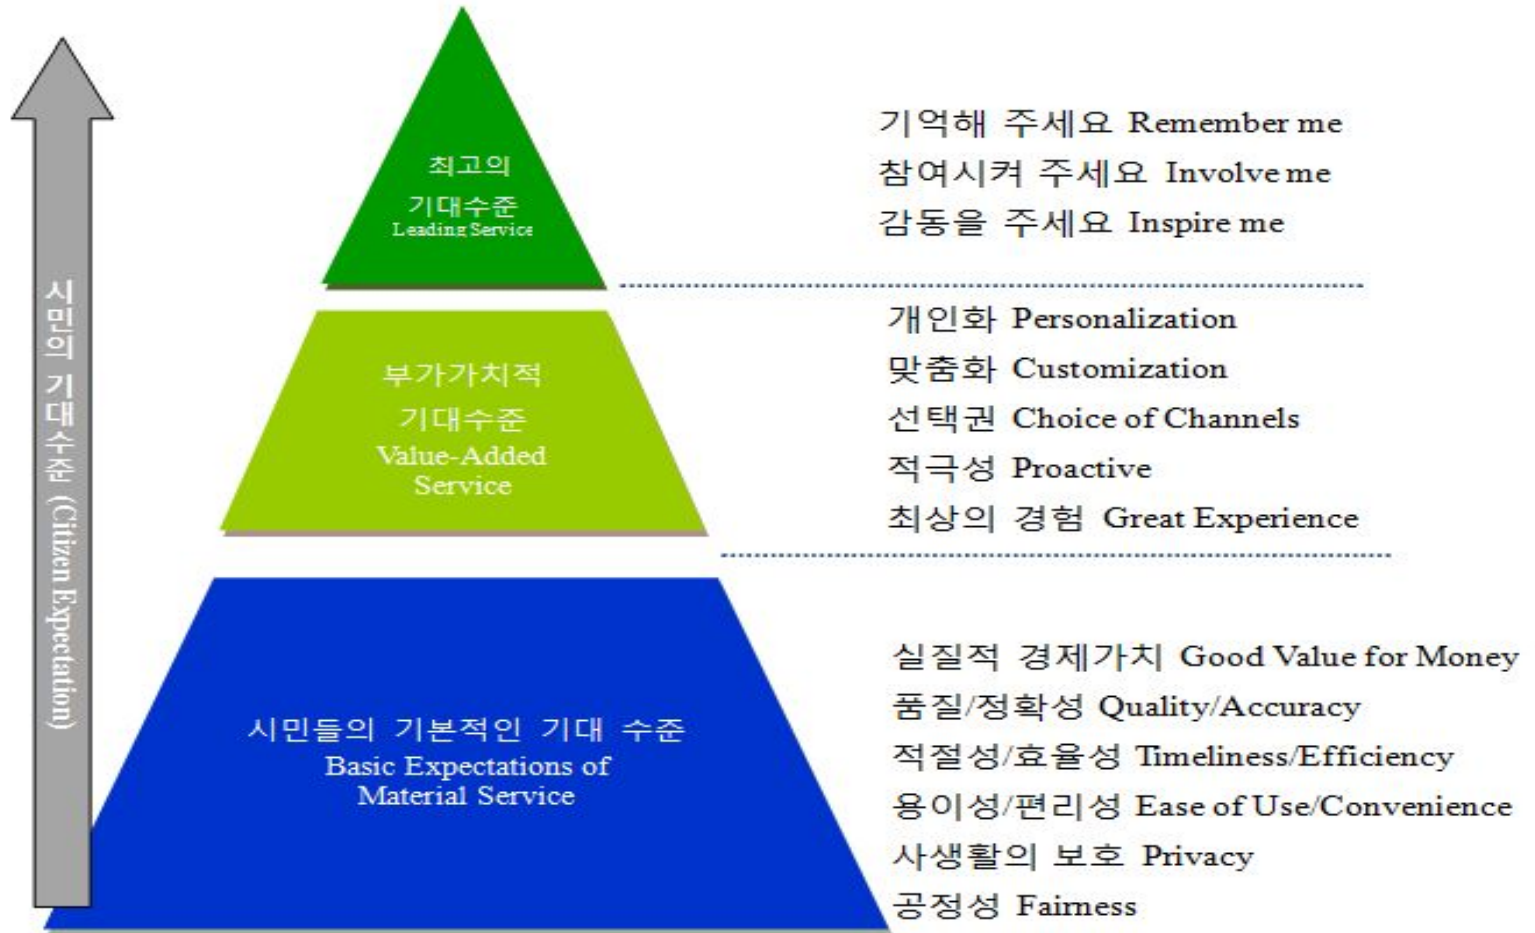 시민의 기대수준 (Citizen Expectation)
최고의
기대수준
Leading Service
기억해 주세요 Remember me
참여시켜 주세요 Involve me
감동을 주세요 Inspire me
부가가치적
기대수준
Value-Added
Service
개인화 Personalization
맞춤화 Customization
선택권 Choice of Channels
적극성 Proactive
최상의 경험 Great Experience
시민들의 기본적인 기대 수준
Basic Expectations of
Material Service
실질적 경제가치 Good Value for Money
품질/정확성 Quality/Accuracy
적절성/효율성 Timeliness/Efficiency
용이성/편리성 Ease of Use/Convenience
사생활의 보호 Privacy
공정성 Fairness